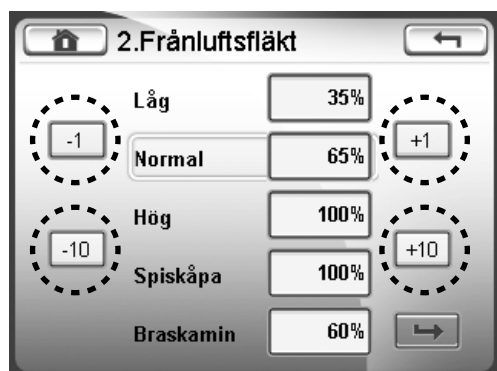 2.Frånluftsfläkt
Låg 35%
-1 +1
Normal 65%
Hög 100%
-10 +10
Spiskåpa 100%
Braskamin 60%